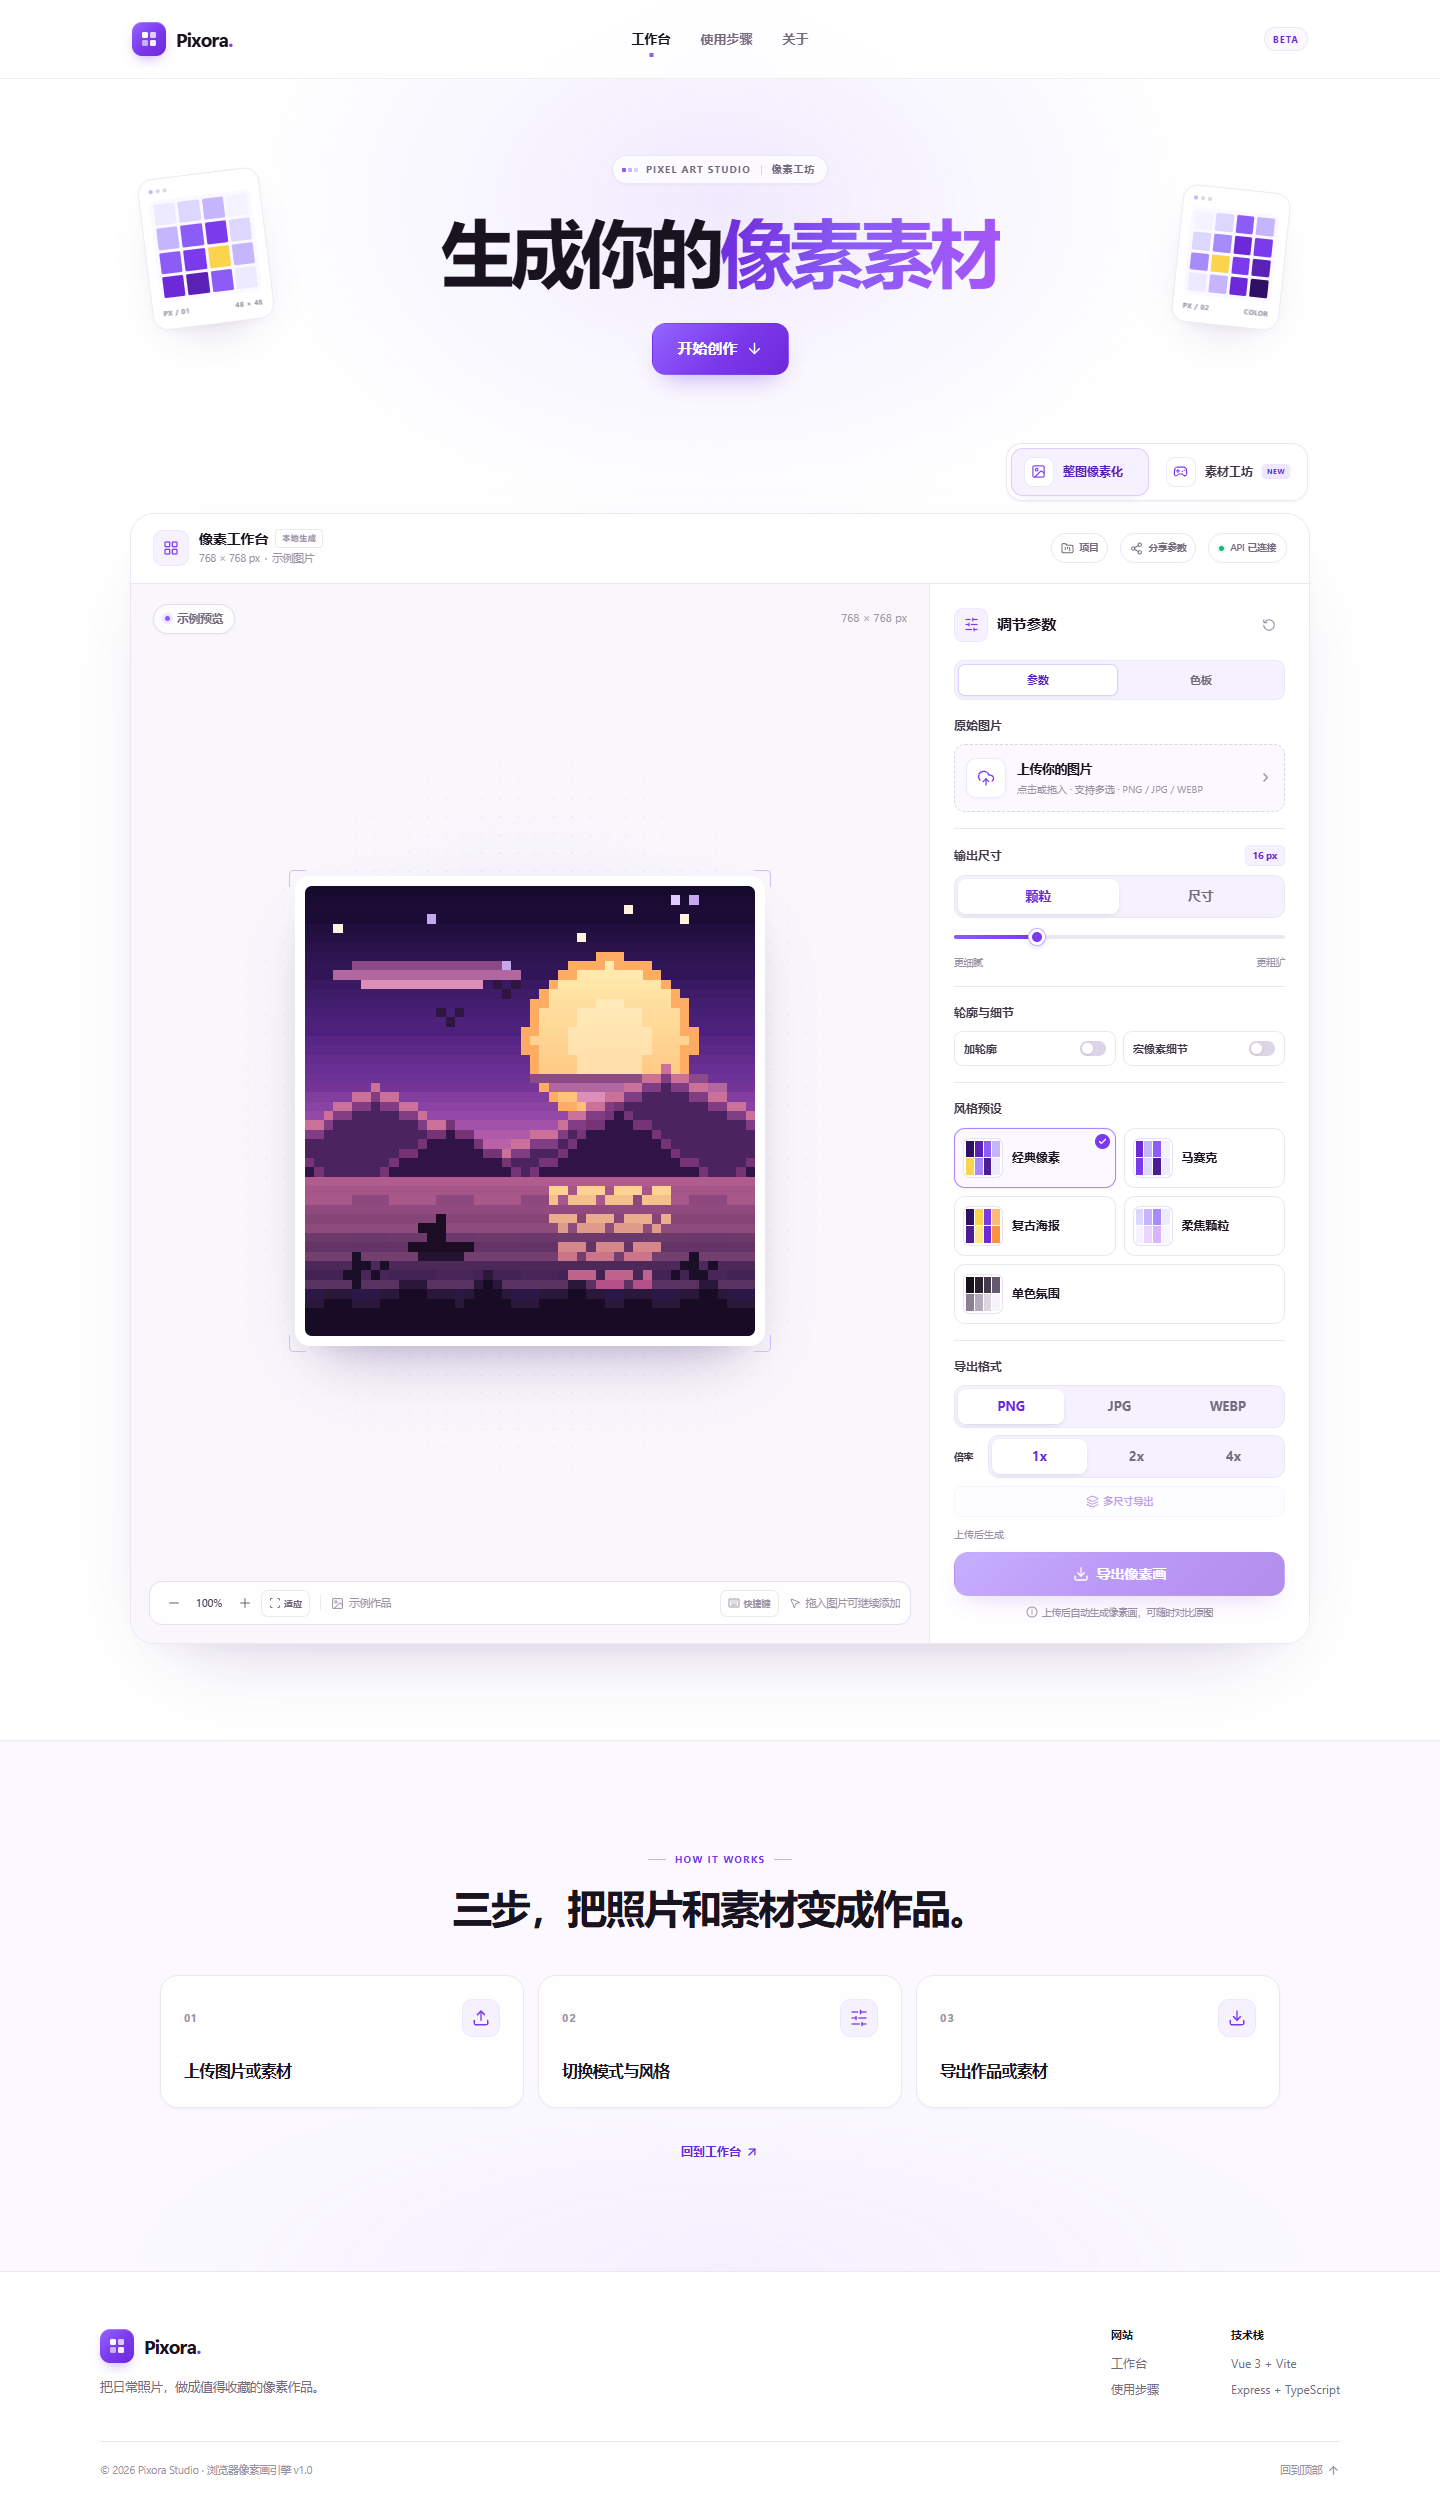 Pixora.
工作台 使用步骤 关于
BETA
PIXEL ART STUDIO | 像素工坊
生成你的像素素材
开始创作
PX / 01 48 × 48
PX / 02 COLOR
整图像素化 素材工坊 NEW
像素工作台 本地生成
768 × 768 px · 示例图片
项目 分享参数 API 已连接
示例预览 768 × 768 px
调节参数
参数 色板
原始图片
上传你的图片
点击或拖入 · 支持多选 · PNG / JPG / WEBP
输出尺寸 16 px
颗粒 尺寸
更细腻 更粗犷
轮廓与细节
加轮廓 宏像素细节
风格预设
经典像素 马赛克
复古海报 柔焦颗粒
单色氛围
导出格式
PNG JPG WEBP
倍率 1x 2x 4x
多尺寸导出
上传后生成
导出像素画
上传后自动生成像素画，可随时对比原图
100% 适应 示例作品 快捷键 拖入图片可继续添加
HOW IT WORKS
三步，把照片和素材变成作品。
01 02 03
上传图片或素材 切换模式与风格 导出作品或素材
回到工作台
Pixora.
把日常照片，做成值得收藏的像素作品。
网站 技术栈
工作台 Vue 3 + Vite
使用步骤 Express + TypeScript
© 2026 Pixora Studio · 浏览器像素画引擎 v1.0
回到顶部